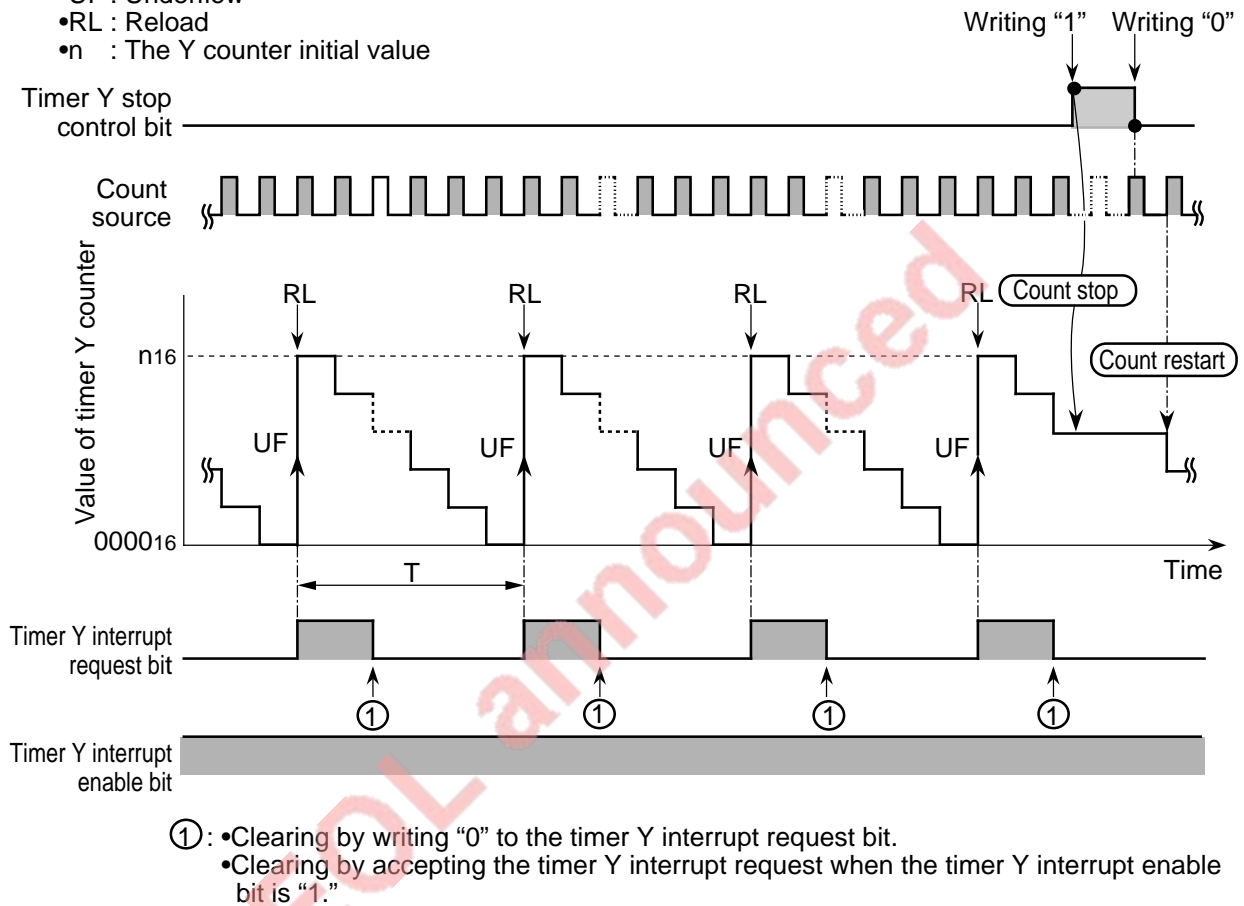 UF : Underflow
•RL : Reload
•n : The Y counter initial value
Writing “1” Writing “0”
Timer Y stop
control bit
Count
source
Value of timer Y counter
RL RL RL RL
Count stop
n16
Count restart
UF UF UF UF
000016
Time
T
Timer Y interrupt
request bit
1 1 1 1
Timer Y interrupt
enable bit
①: •Clearing by writing “0” to the timer Y interrupt request bit.
•Clearing by accepting the timer Y interrupt request when the timer Y interrupt enable
bit is “1.”
EOL announced